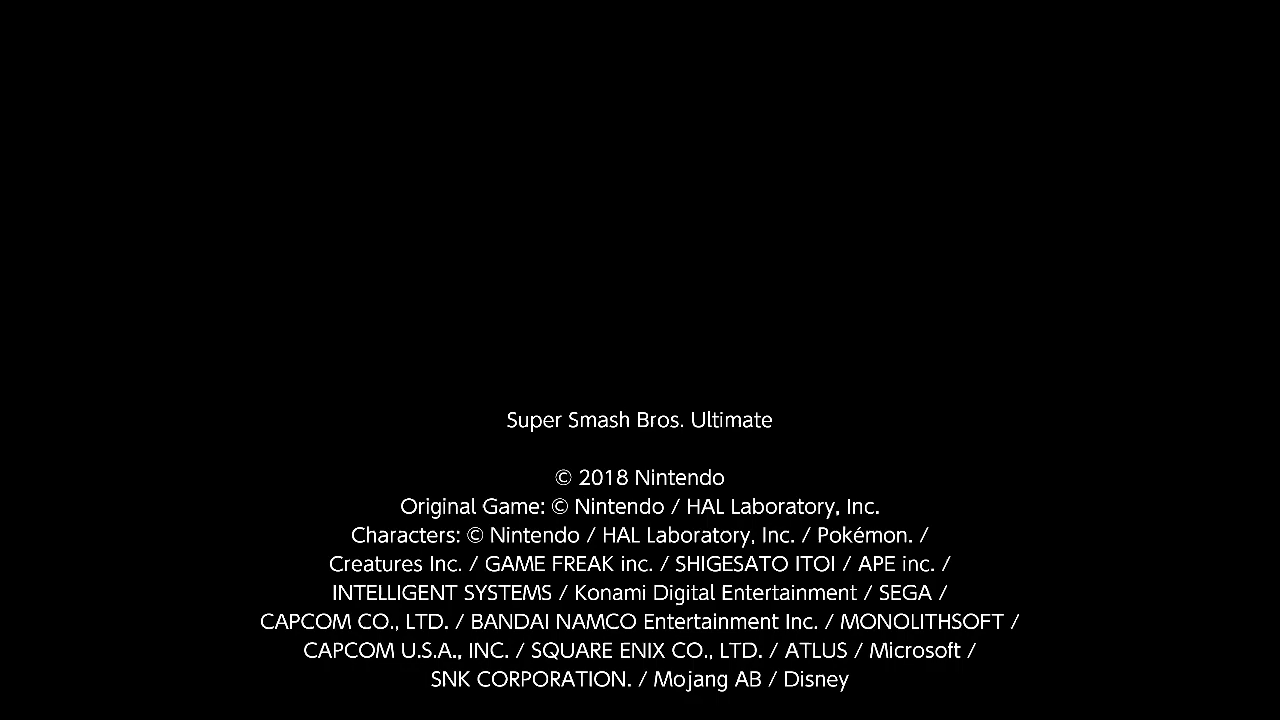 Super Smash Bros. Ultimate
© 2018 Nintendo
Original Game: © Nintendo / HAL Laboratory, Inc.
Characters: © Nintendo / HAL Laboratory, Inc. / Pokémon. /
Creatures Inc. / GAME FREAK inc. / SHIGESATO ITOI / APE inc. /
INTELLIGENT SYSTEMS / Konami Digital Entertainment / SEGA /
CAPCOM CO., LTD. / BANDAI NAMCO Entertainment Inc. / MONOLITHSOFT /
CAPCOM U.S.A., INC. / SQUARE ENIX CO., LTD. / ATLUS / Microsoft /
SNK CORPORATION. / Mojang AB / Disney